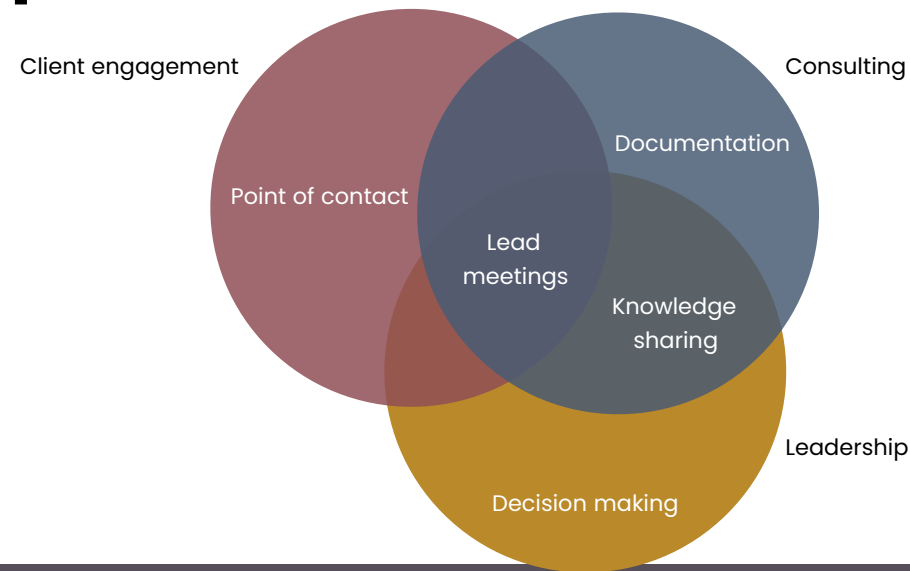 Client engagement
Consulting
Documentation
Point of contact
Lead
meetings
Knowledge
sharing
Leadership
Decision making